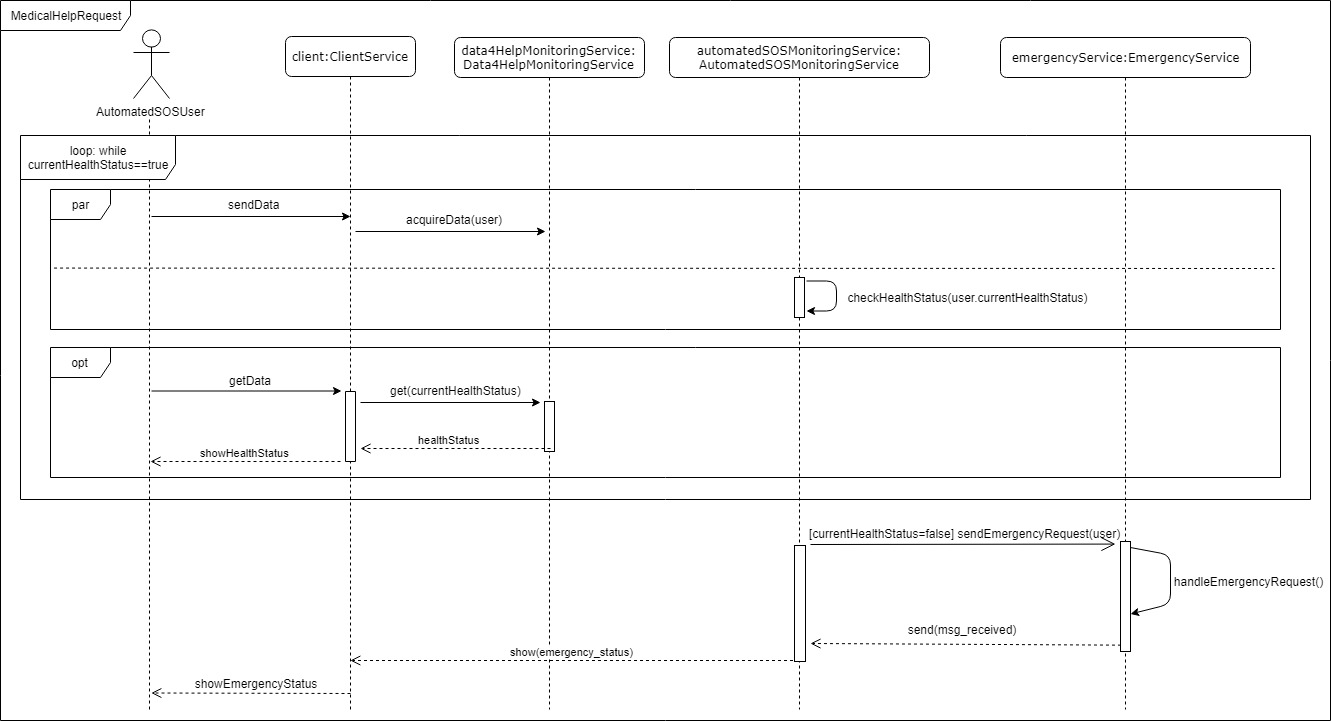 MedicalHelpRequest
AutomatedSOSUser
client:ClientService
data4HelpMonitoringService:
Data4HelpMonitoringService
automatedSOSMonitoringService:
AutomatedSOSMonitoringService
emergencyService:EmergencyService
loop: while
currentHealthStatus==true
par
sendData
acquireData(user)
checkHealthStatus(user.currentHealthStatus)
opt
getData
get(currentHealthStatus)
healthStatus
showHealthStatus
[currentHealthStatus=false] sendEmergencyRequest(user)
handleEmergencyRequest()
send(msg_received)
show(emergency_status)
showEmergencyStatus